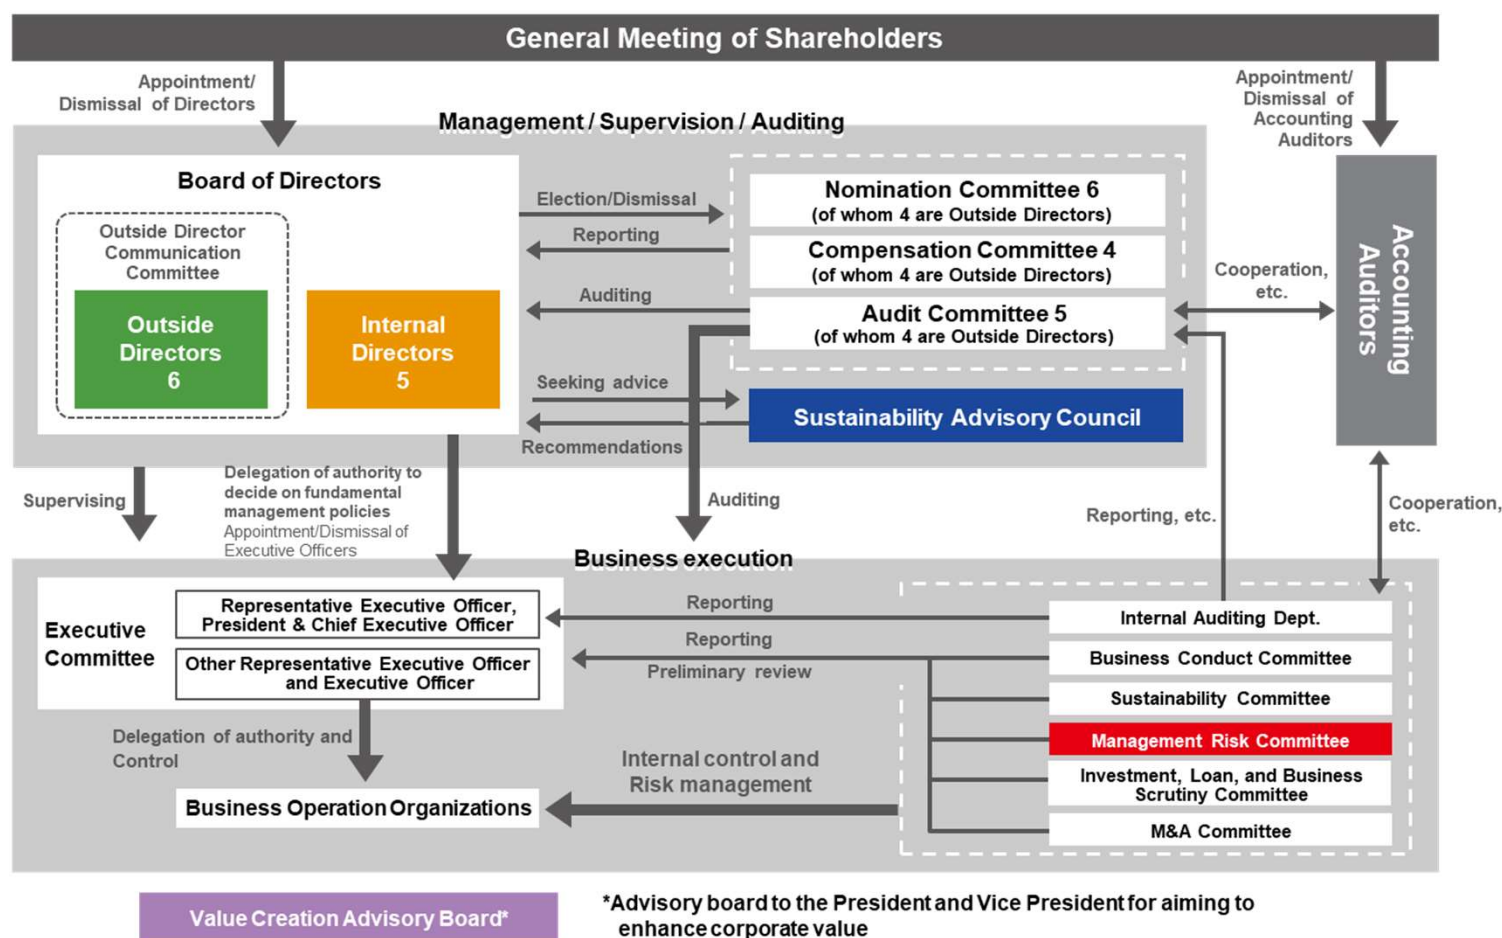 General Meeting of Shareholders
Appointment/
Dismissal of Directors
Appointment/
Dismissal of
Accounting
Auditors
Management / Supervision / Auditing
Board of Directors
Outside Director
Communication
Committee
Outside
Directors
6
Internal
Directors
5
Election/Dismissal
Reporting
Auditing
Seeking advice
Recommendations
Nomination Committee 6
(of whom 4 are Outside Directors)
Compensation Committee 4
(of whom 4 are Outside Directors)
Audit Committee 5
(of whom 4 are Outside Directors)
Sustainability Advisory Council
Cooperation,
etc.
Accounting
Auditors
Supervising
Delegation of authority to
decide on fundamental
management policies
Appointment/Dismissal of
Executive Officers
Auditing
Reporting, etc.
Cooperation,
etc.
Business execution
Executive
Committee
Representative Executive Officer,
President & Chief Executive Officer
Other Representative Executive Officer
and Executive Officer
Reporting
Reporting
Preliminary review
Internal Auditing Dept.
Business Conduct Committee
Sustainability Committee
Management Risk Committee
Investment, Loan, and Business
Scrutiny Committee
M&A Committee
Delegation of authority and
Control
Internal control and
Risk management
Business Operation Organizations
Value Creation Advisory Board*
*Advisory board to the President and Vice President for aiming to
enhance corporate value